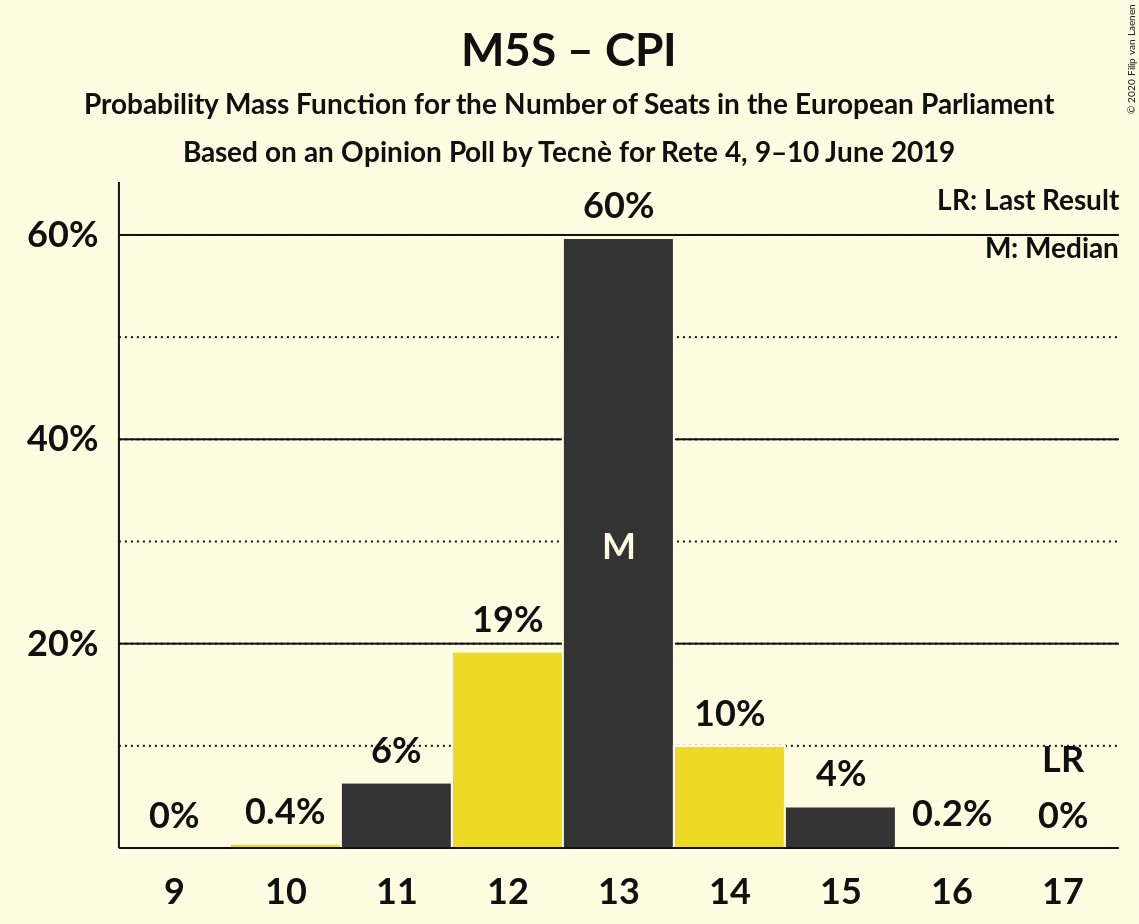 M5S – CPI
Probability Mass Function for the Number of Seats in the European Parliament
Based on an Opinion Poll by Tecnè for Rete 4, 9–10 June 2019
© 2020 Filip van Laenen
LR: Last Result
M: Median
60%
40%
20%
0%
0.4%
6%
19%
60%
M
10%
4%
0.2%
LR
0%
9 10 11 12 13 14 15 16 17